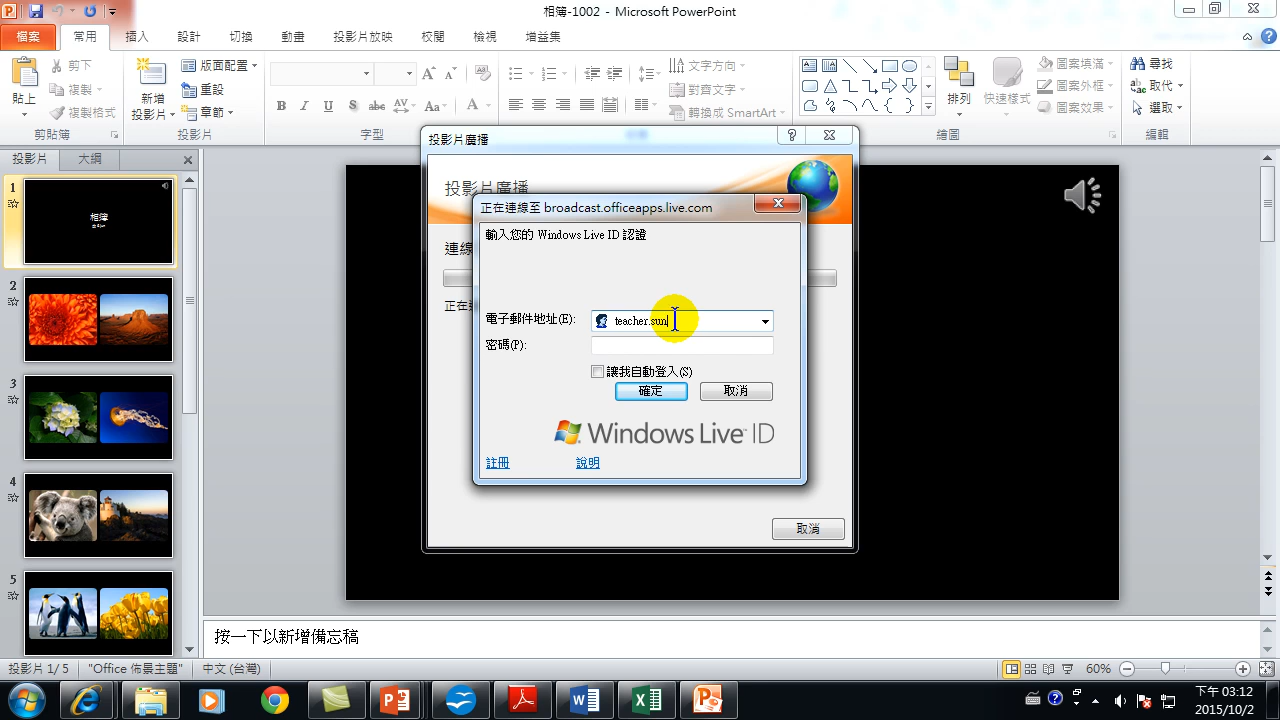 相簿-1002 - Microsoft PowerPoint
檔案 常用 插入 設計 切換 動畫 投影片放映 校閱 檢視 增益集
貼上 剪下 複製 複製格式
剪貼簿
新增投影片 版面配置 重設 章節
投影片
B I U S abc AV Aa A
字型
文字方向
對齊文字
轉換成 SmartArt
排列 快速樣式 圖案填滿 圖案外框 圖案效果
繪圖
尋找 取代 選取
編輯
投影片 大綱
1
相簿
2
3
4
5
投影片廣播
投影片廣播
連線
正在連線至 broadcast.officeapps.live.com
輸入您的 Windows Live ID 認證
電子郵件地址(E): teacher.sun
密碼(P):
讓我自動登入(S)
確定 取消
Windows Live ID
註冊 說明
取消
按一下以新增備忘稿
投影片 1/ 5 "Office 佈景主題" 中文 (台灣) 60%
下午 03:12
2015/10/2